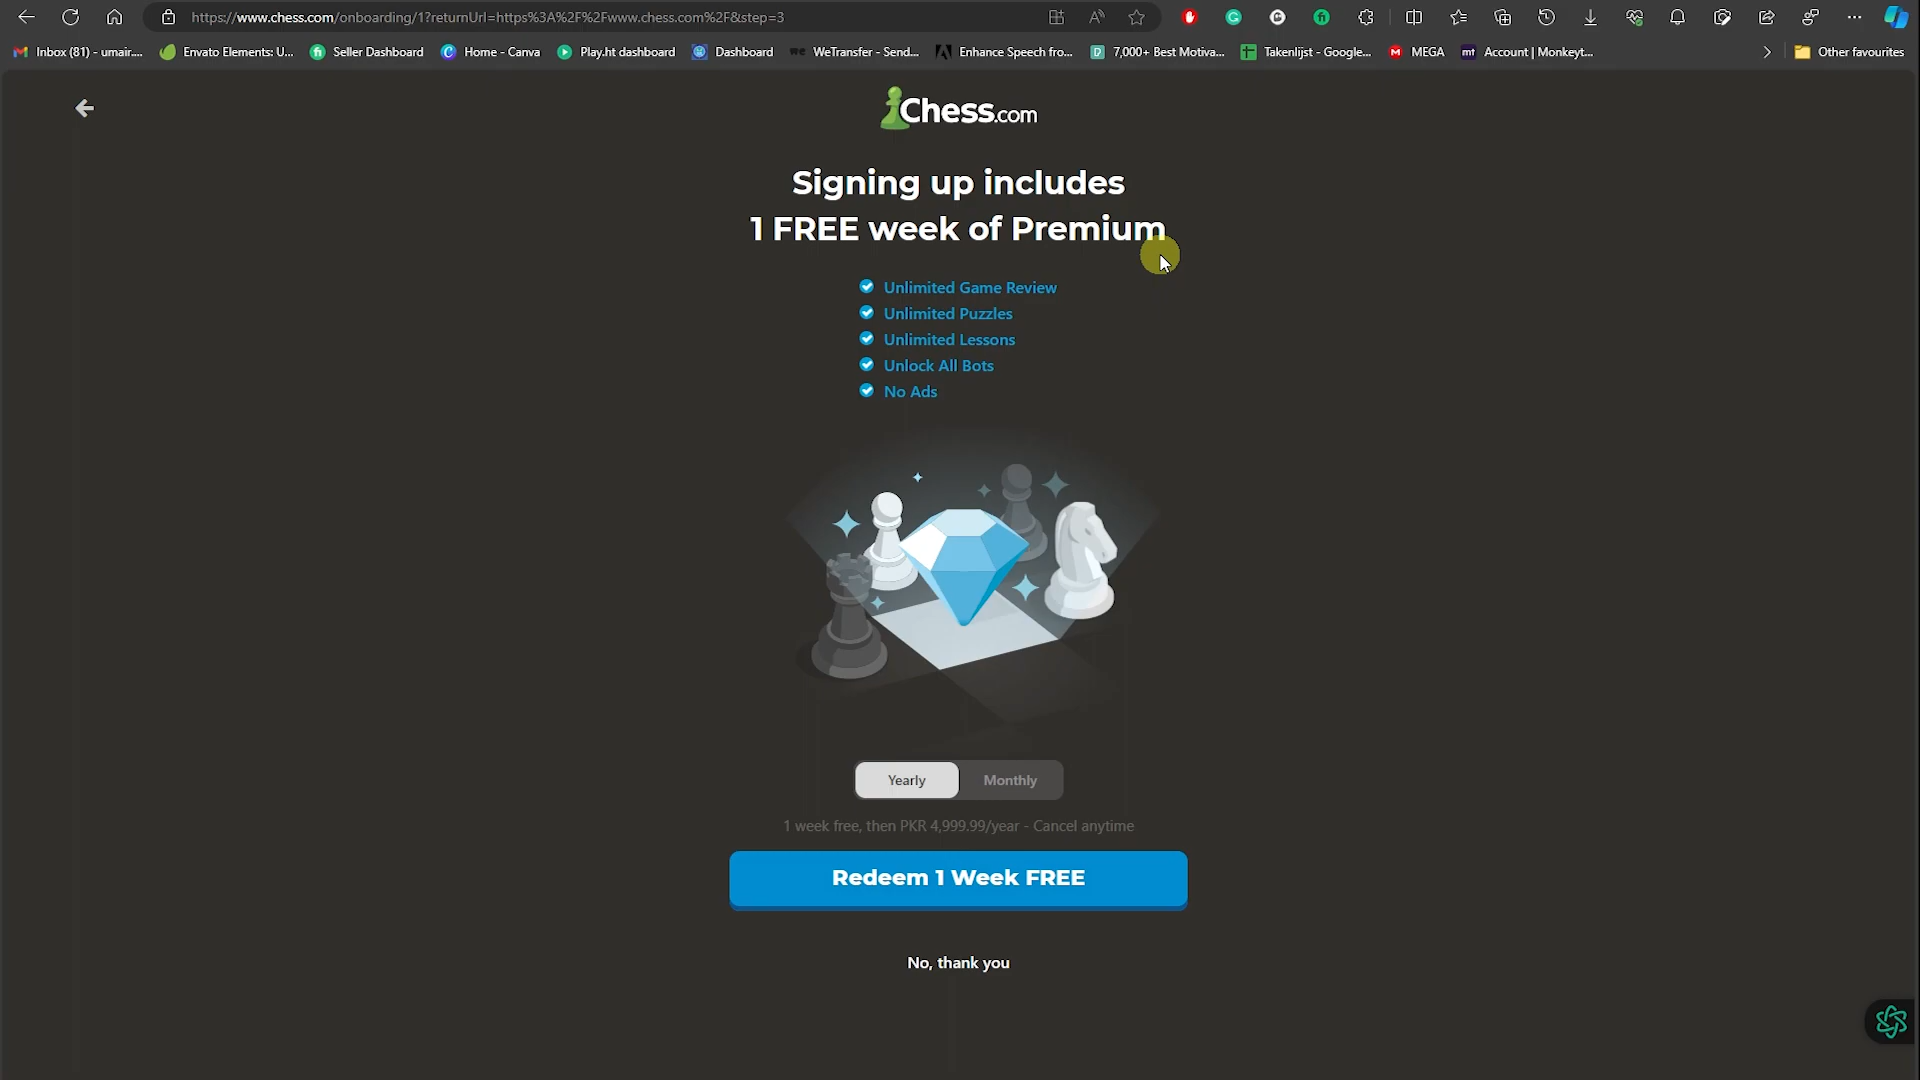 https://www.chess.com/onboarding/1?returnUrl=https%3A%2F%2Fwww.chess.com%2F&step=3
Inbox (81) - umair.... Envato Elements: U... Seller Dashboard Home - Canva Play.ht dashboard Dashboard WeTransfer - Send... Enhance Speech fro... 7,000+ Best Motiva... Takenlijst - Google... MEGA Account | Monkeyt... Other favourites
Chess.com
Signing up includes
1 FREE week of Premium
Unlimited Game Review
Unlimited Puzzles
Unlimited Lessons
Unlock All Bots
No Ads
Yearly Monthly
1 week free, then PKR 4,999.99/year - Cancel anytime
Redeem 1 Week FREE
No, thank you